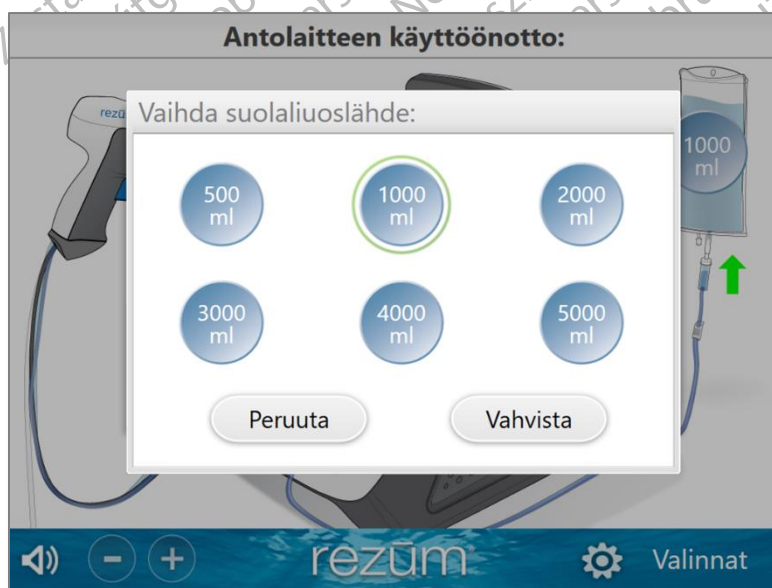 Antolaitteen käyttöönotto:
Vaihda suolaliuoslähde:
500
ml
1000
ml
2000
ml
1000
ml
3000
ml
4000
ml
5000
ml
Peruuta
Vahvista
rezūm
Valinnat